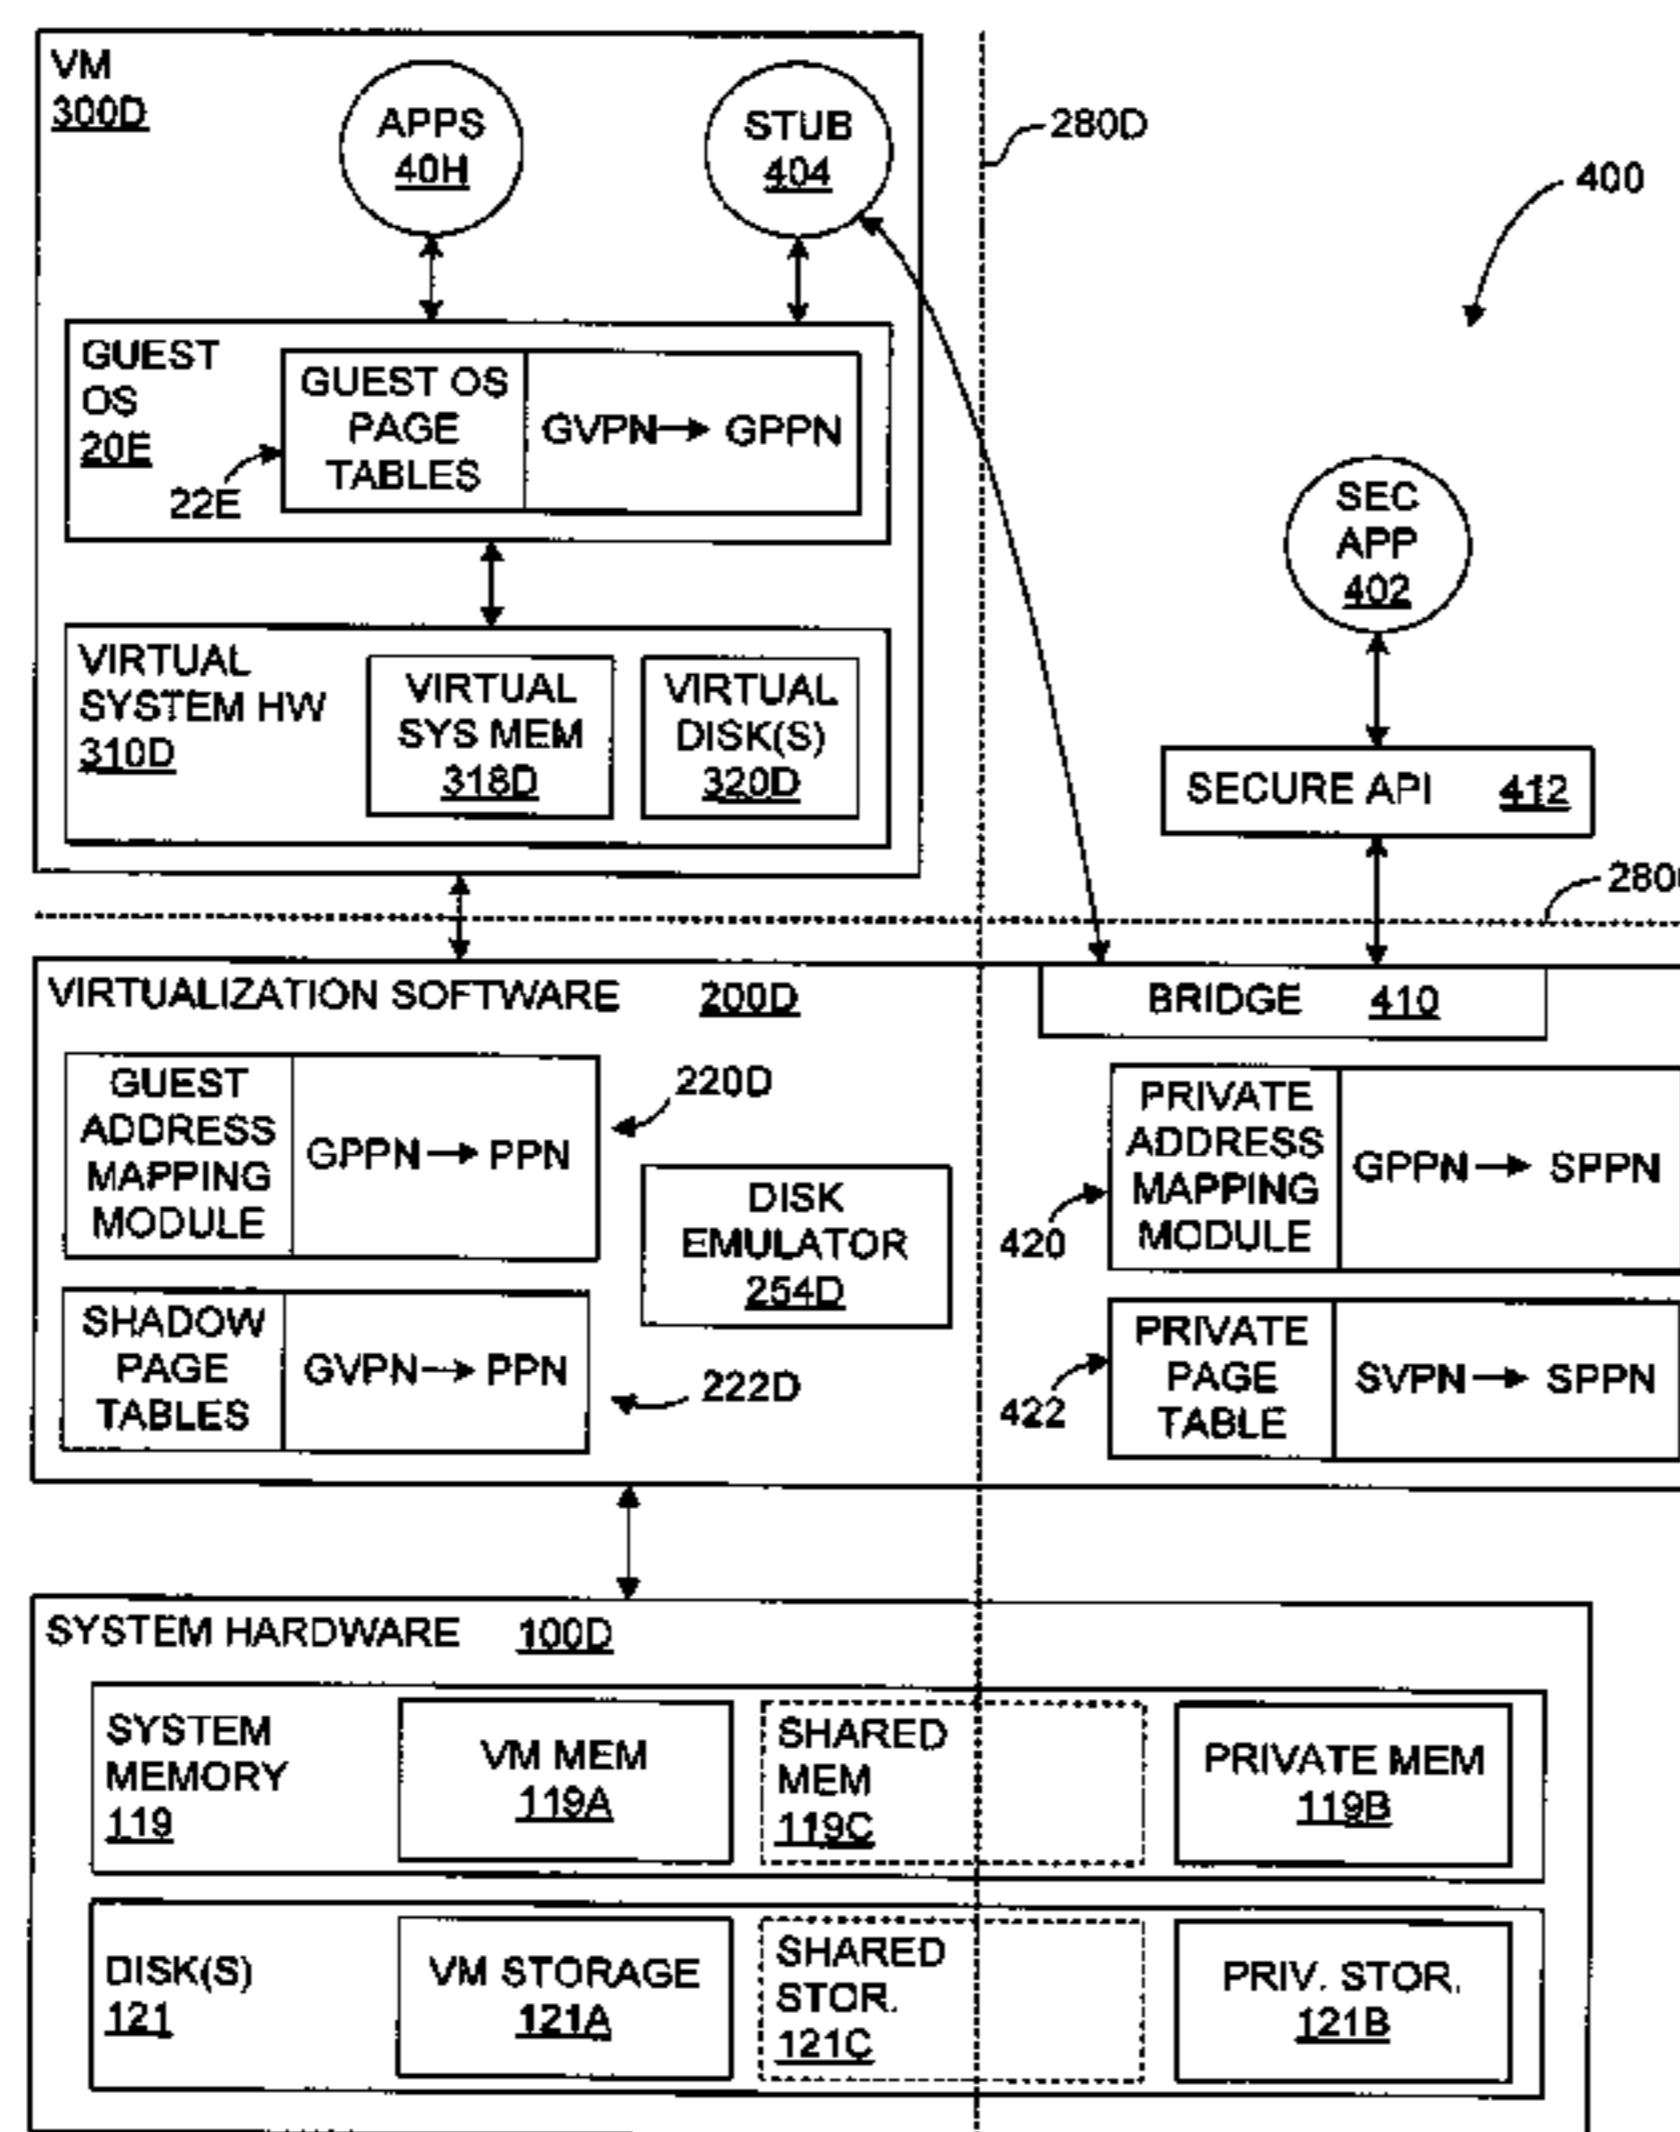 VM
300D
APPS
40H
STUB
404
280D
400
GUEST
OS
20E
22E
GUEST OS
PAGE
TABLES
GVPN → GPPN
SEC
APP
402
VIRTUAL
SYSTEM HW
310D
VIRTUAL
SYS MEM
318D
VIRTUAL
DISK(S)
320D
SECURE API 412
280
VIRTUALIZATION SOFTWARE 200D
BRIDGE 410
GUEST
ADDRESS
MAPPING
MODULE
GPPN → PPN
220D
DISK
EMULATOR
254D
SHADOW
PAGE
TABLES
GVPN → PPN
222D
PRIVATE
ADDRESS
MAPPING
MODULE
GPPN → SPPN
420
PRIVATE
PAGE
TABLE
SVPN → SPPN
422
SYSTEM HARDWARE 100D
SYSTEM
MEMORY
119
VM MEM
119A
SHARED
MEM
119C
PRIVATE MEM
119B
DISK(S)
121
VM STORAGE
121A
SHARED
STOR.
121C
PRIV. STOR.
121B